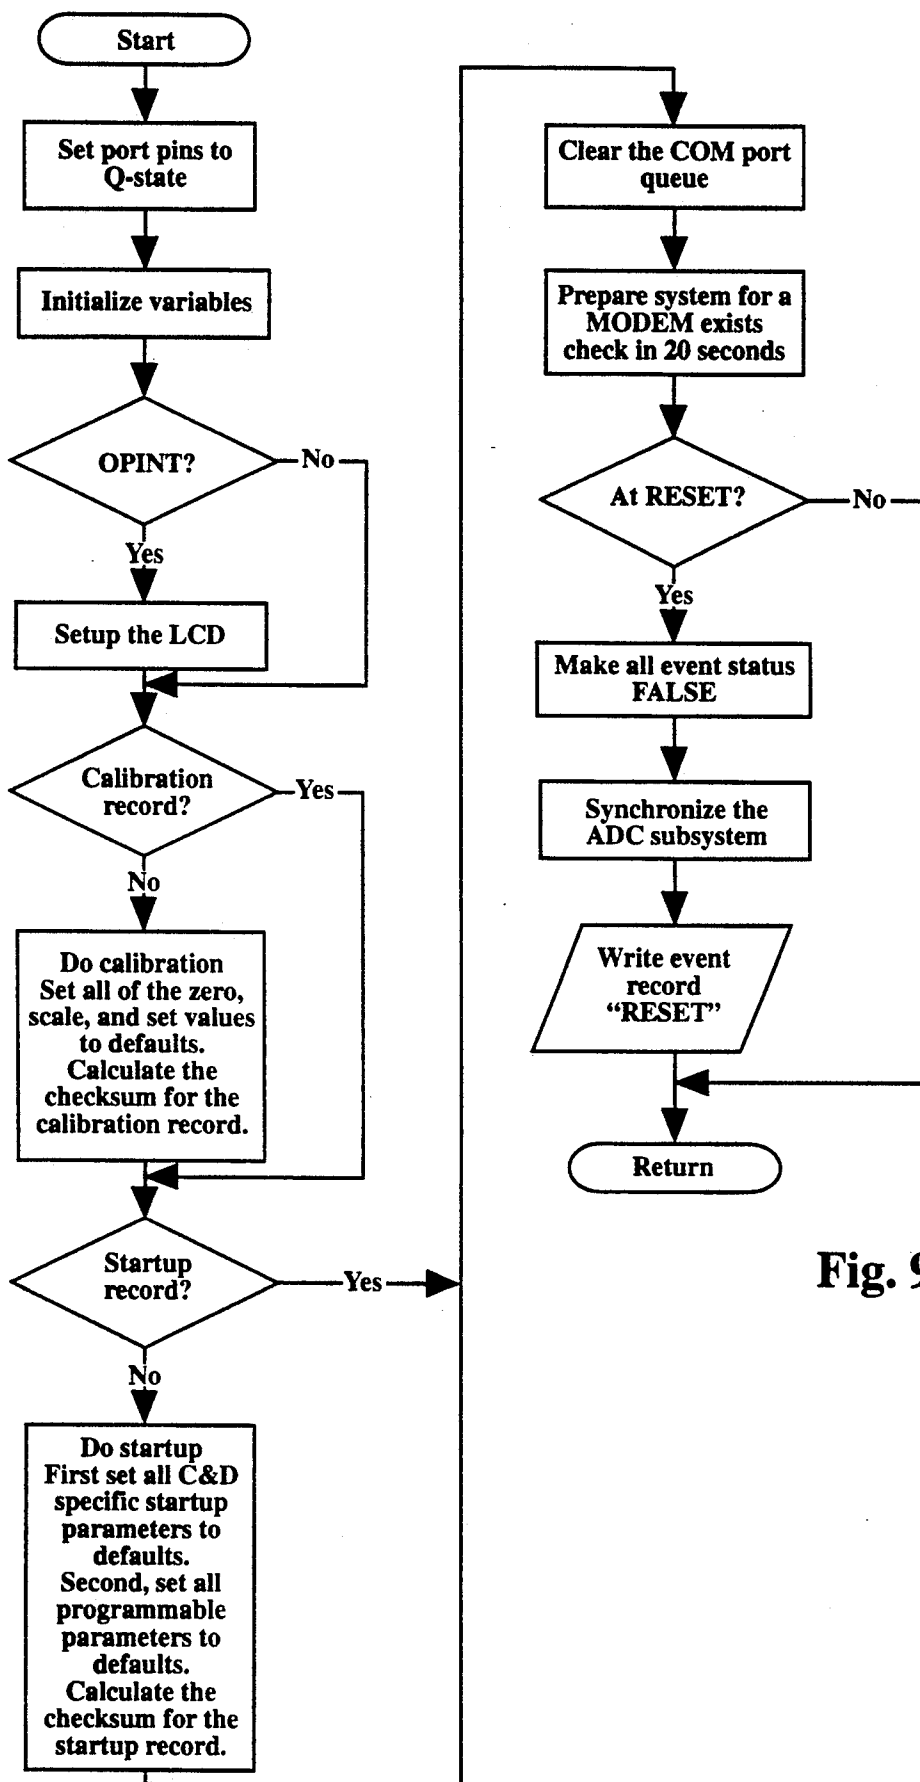 Start
Set port pins to
Q-state
Initialize variables
OPINT?
No
Yes
Setup the LCD
Calibration
record?
Yes
No
Do calibration
Set all of the zero,
scale, and set values
to defaults.
Calculate the
checksum for the
calibration record.
Startup
record?
Yes
No
Do startup
First set all C&D
specific startup
parameters to
defaults.
Second, set all
programmable
parameters to
defaults.
Calculate the
checksum for the
startup record.
Clear the COM port
queue
Prepare system for a
MODEM exists
check in 20 seconds
At RESET?
No
Yes
Make all event status
FALSE
Synchronize the
ADC subsystem
Write event
record
“RESET”
Return
Fig. 9